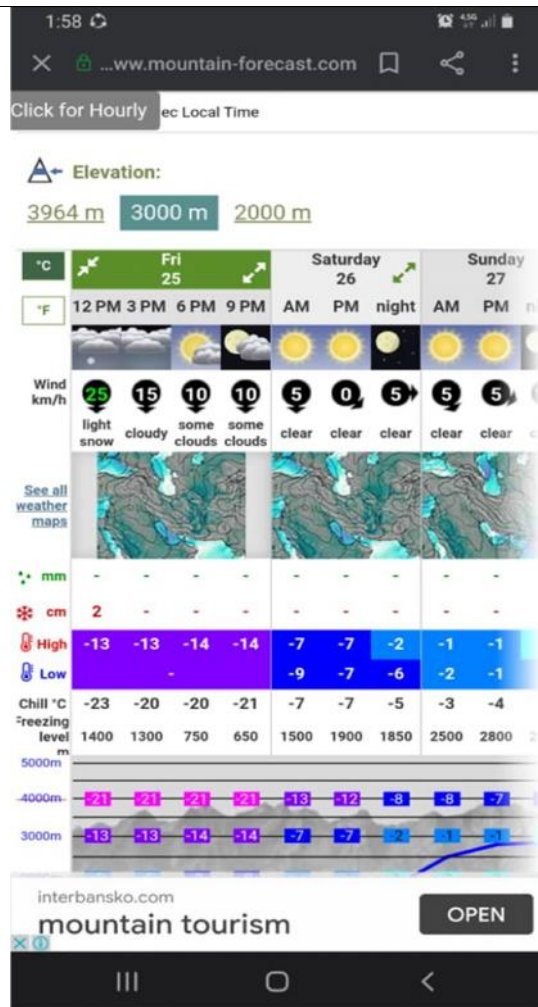 1:58
...ww.mountain-forecast.com
Click for Hourly ec Local Time
Elevation:
3964 m 3000 m 2000 m
°C Fri 25 Saturday 26 Sunday 27
°F 12 PM 3 PM 6 PM 9 PM AM PM night AM PM
Wind km/h 25 15 10 10 5 0 5 5 5
light snow cloudy some clouds some clouds clear clear clear clear clear
See all weather maps
mm - - - - - - - - -
cm 2 - - - - - - - -
High -13 -13 -14 -14 -7 -7 -2 -1 -1
Low - -9 -7 -6 -2 -1
Chill °C -23 -20 -20 -21 -7 -7 -5 -3 -4
Freezing level m 1400 1300 750 650 1500 1900 1850 2500 2800
5000m
4000m -21 -21 -21 -21 -13 -12 -8 -8 -7
3000m -13 -13 -14 -14 -7 -7 -2 -1 -1
interbansko.com
mountain tourism
OPEN